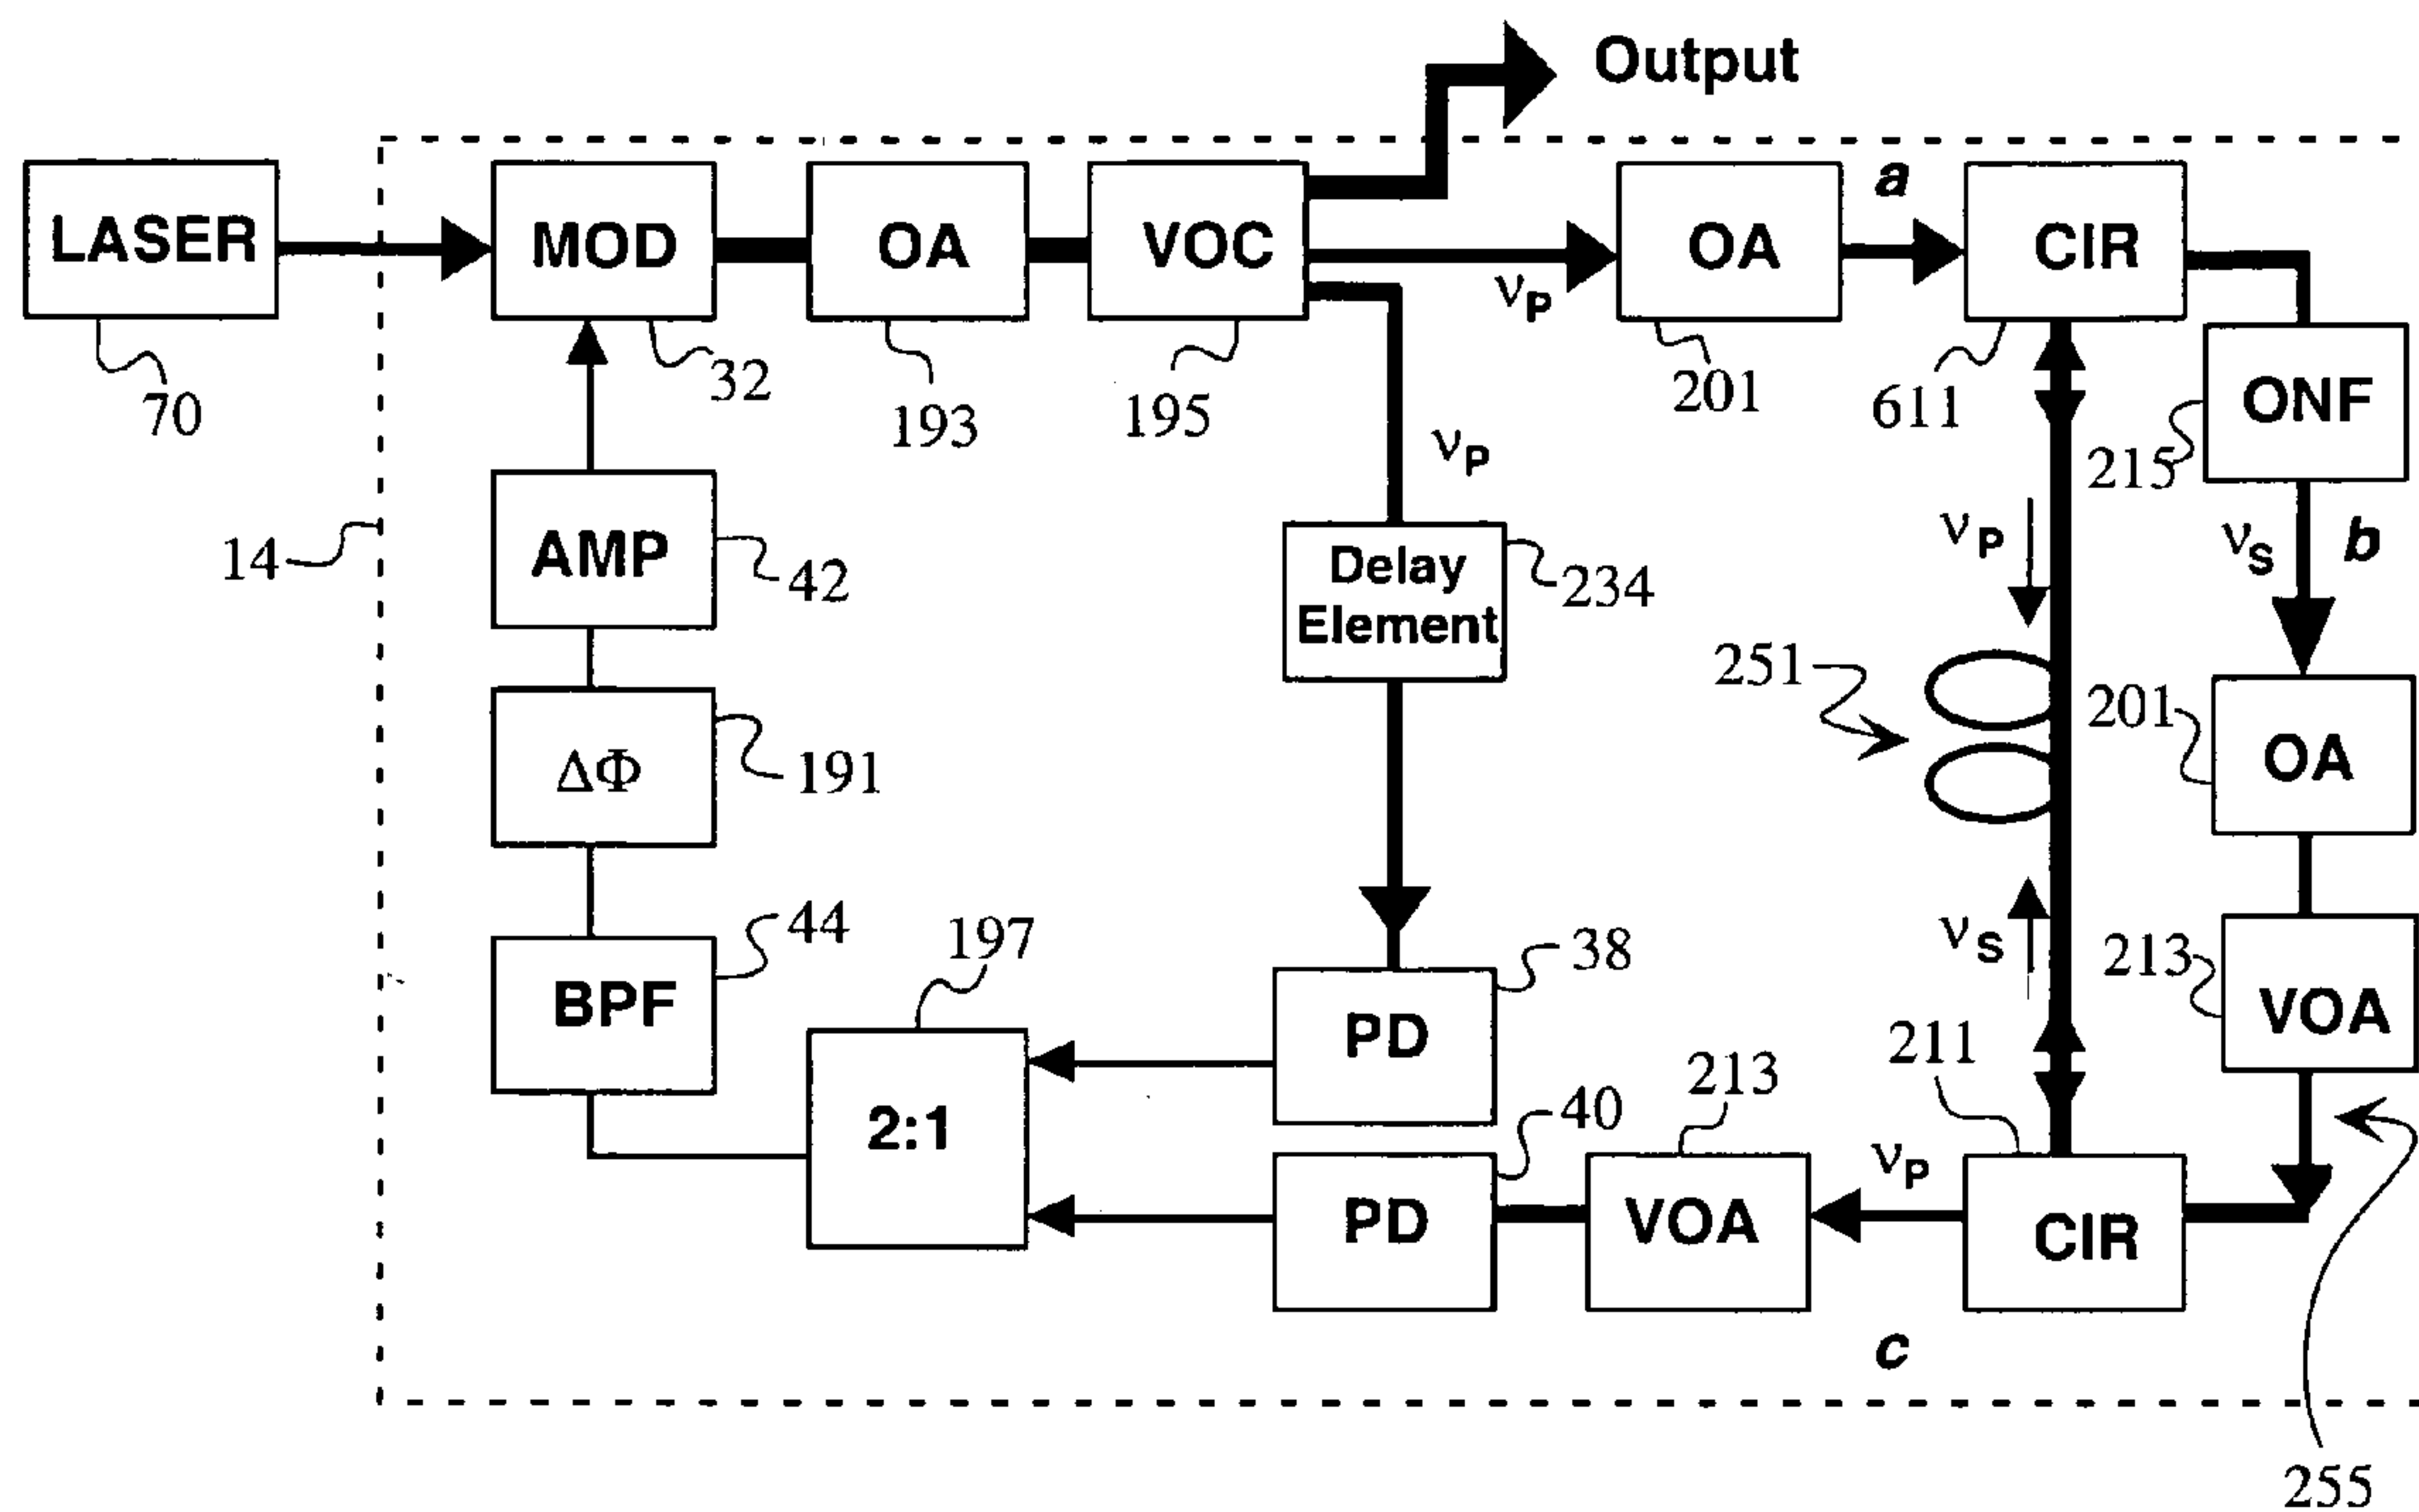 Output
LASER
MOD
OA
VOC
νP
OA
a
CIR
70
32
193
195
201
611
ONF
215
νP
14
AMP
42
Delay
Element
234
νP
νS
b
251
201
OA
ΔΦ
191
44
197
38
νS
213
VOA
BPF
PD
211
2:1
213
40
νP
PD
VOA
CIR
c
255